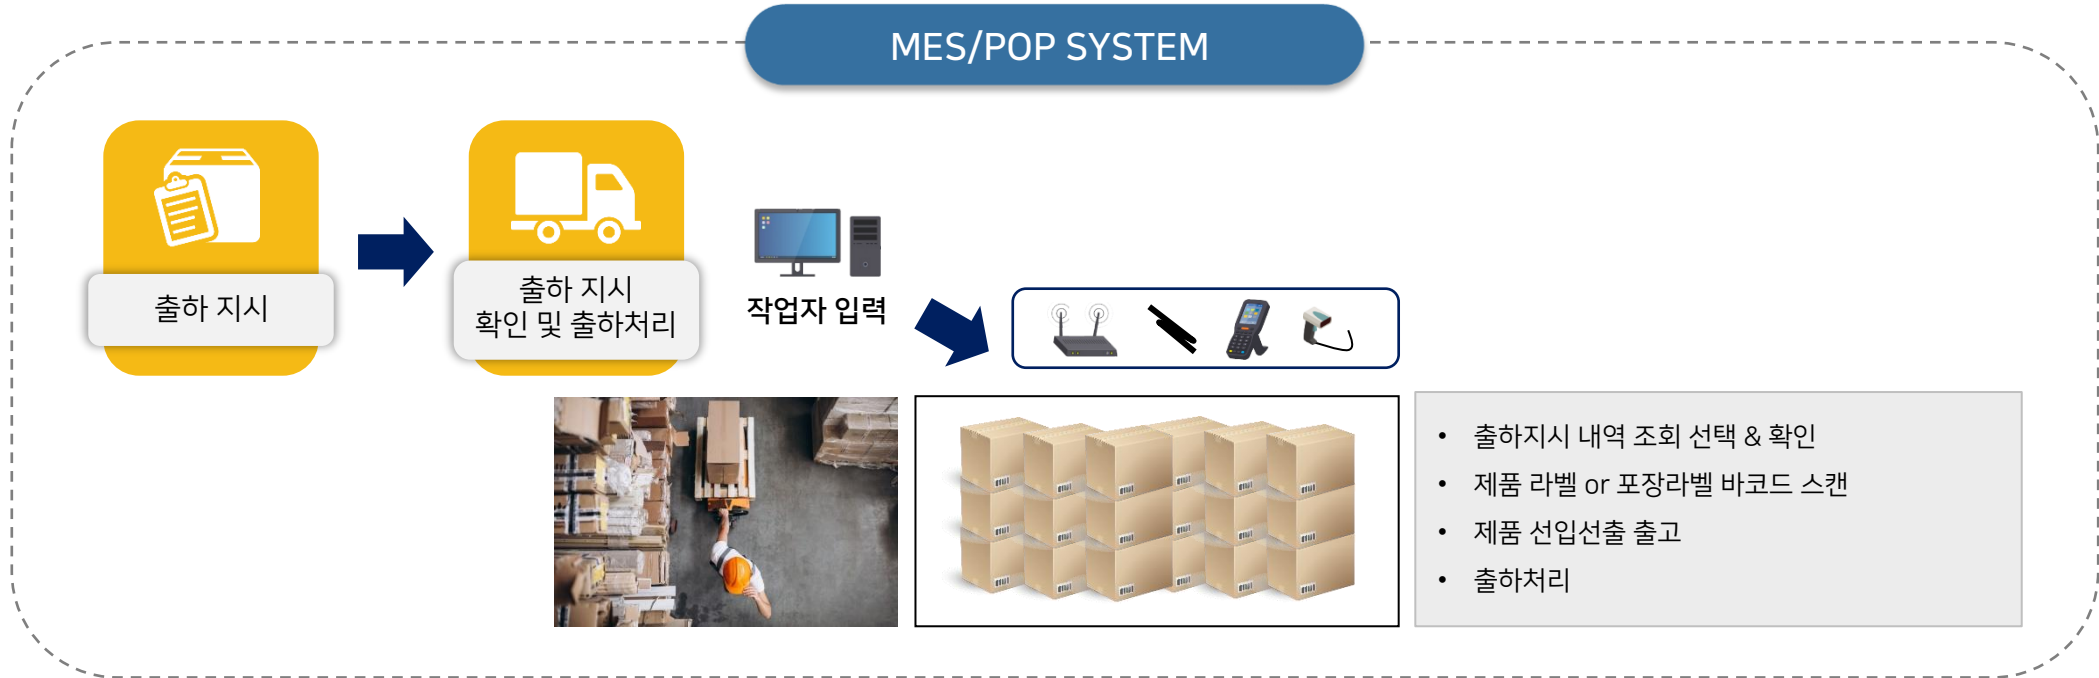 MES/POP SYSTEM
출하 지시
출하 지시
확인 및 출하처리
작업자 입력
• 출하지시 내역 조회 선택 & 확인
• 제품 라벨 or 포장라벨 바코드 스캔
• 제품 선입선출 출고
• 출하처리